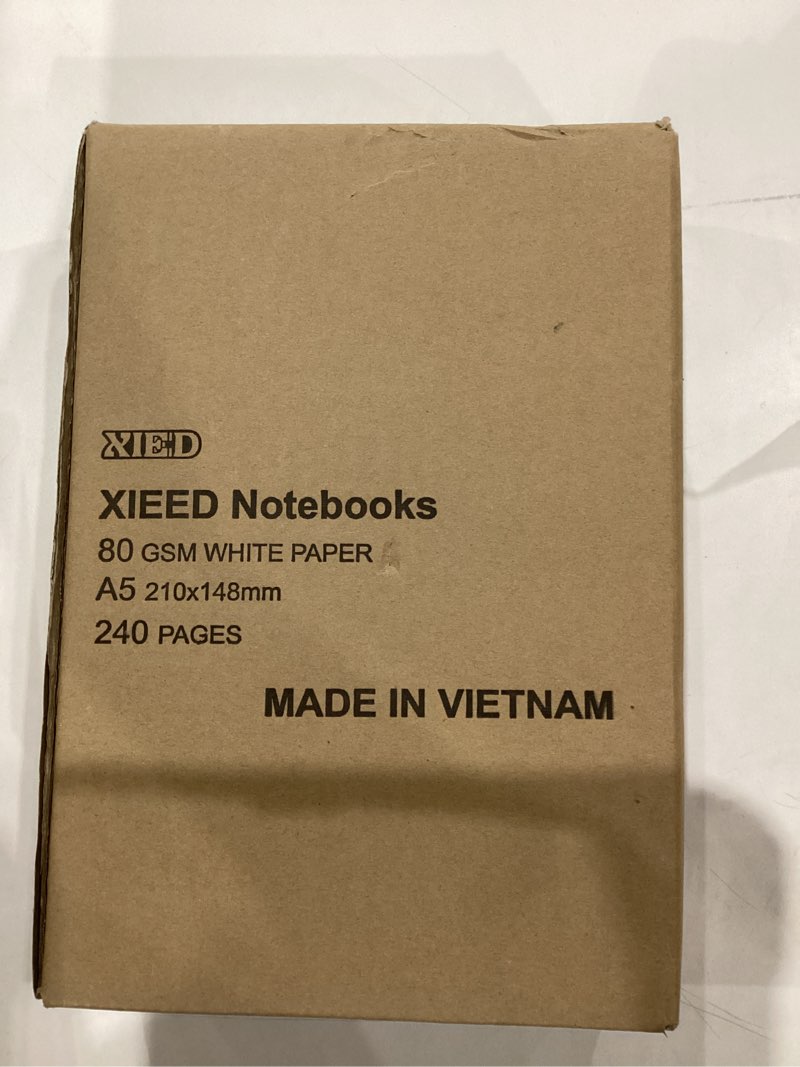 XIEED
XIEED Notebooks
80 GSM WHITE PAPER
A5 210x148mm
240 PAGES
MADE IN VIETNAM